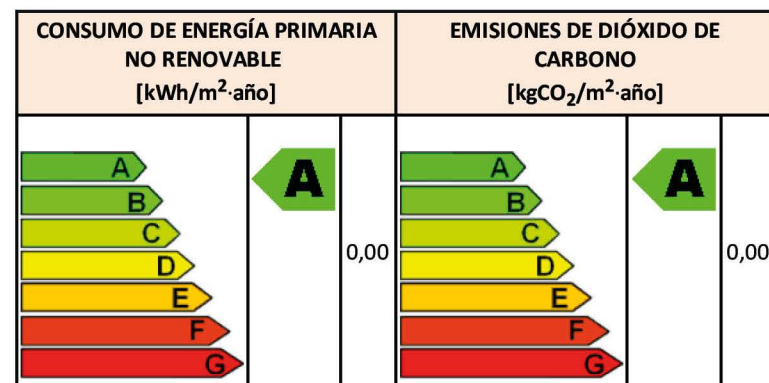 CONSUMO DE ENERGÍA PRIMARIA
NO RENOVABLE
[kWh/m²·año]
EMISIONES DE DIÓXIDO DE
CARBONO
[kgCO₂/m²·año]
A
B
C
D
E
F
G
A
0,00
A
B
C
D
E
F
G
A
0,00